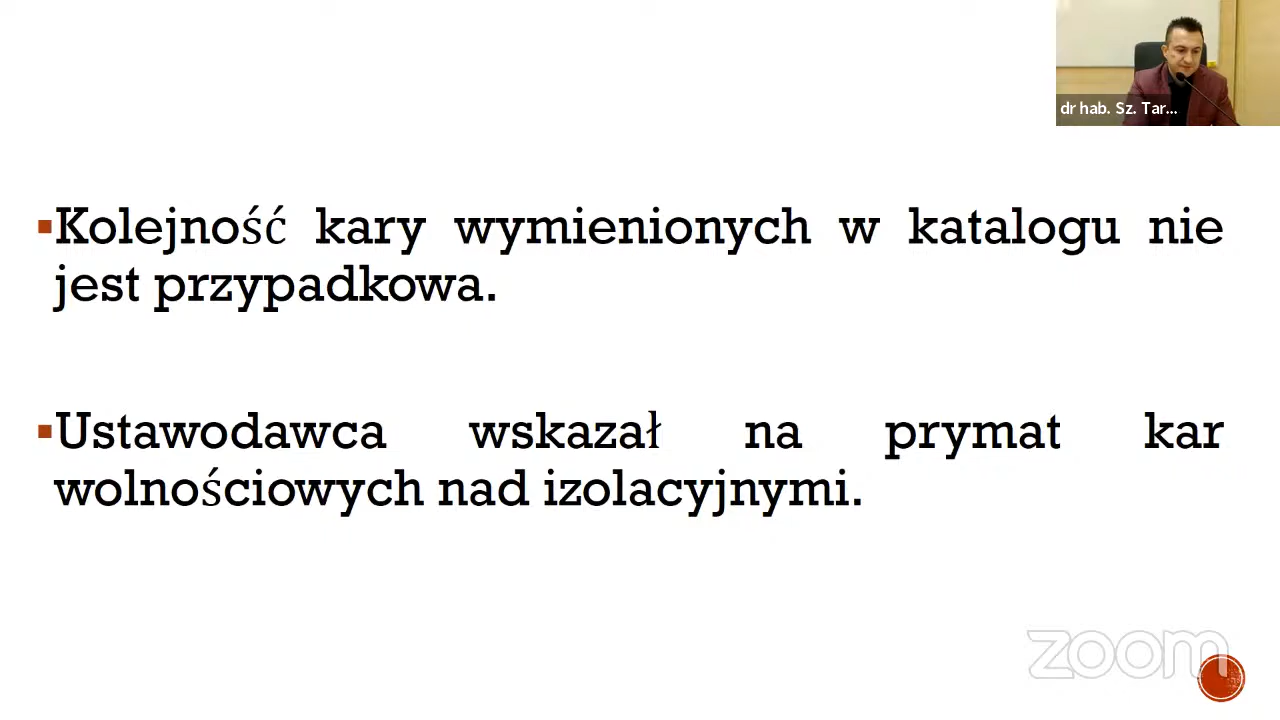 dr hab. Sz. Tar...
▪Kolejność kary wymienionych w katalogu nie
jest przypadkowa.
▪Ustawodawca wskazał na prymat kar
wolnościowych nad izolacyjnymi.
zoom